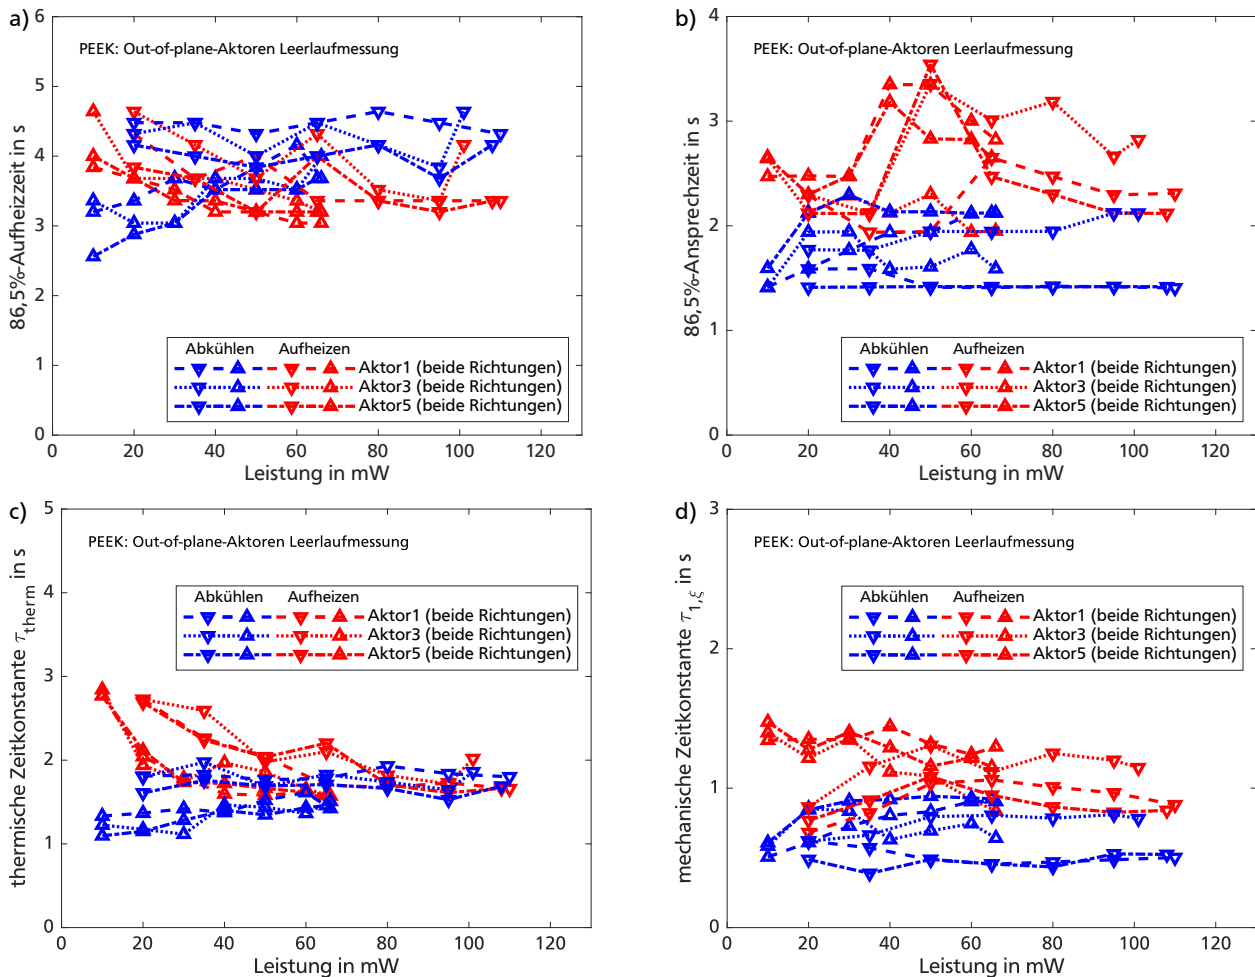 a)
PEEK: Out-of-plane-Aktoren Leerlaufmessung
86,5%-Aufheizzeit in s
6
5
4
3
2
1
0
Abkühlen Aufheizen
Aktor1 (beide Richtungen)
Aktor3 (beide Richtungen)
Aktor5 (beide Richtungen)
0 20 40 60 80 100 120
Leistung in mW
b)
PEEK: Out-of-plane-Aktoren Leerlaufmessung
86,5%-Ansprechzeit in s
4
3
2
1
0
Abkühlen Aufheizen
Aktor1 (beide Richtungen)
Aktor3 (beide Richtungen)
Aktor5 (beide Richtungen)
0 20 40 60 80 100 120
Leistung in mW
c)
PEEK: Out-of-plane-Aktoren Leerlaufmessung
thermische Zeitkonstante τtherm in s
5
4
3
2
1
0
Abkühlen Aufheizen
Aktor1 (beide Richtungen)
Aktor3 (beide Richtungen)
Aktor5 (beide Richtungen)
0 20 40 60 80 100 120
Leistung in mW
d)
PEEK: Out-of-plane-Aktoren Leerlaufmessung
mechanische Zeitkonstante τ1,ξ in s
3
2
1
0
Abkühlen Aufheizen
Aktor1 (beide Richtungen)
Aktor3 (beide Richtungen)
Aktor5 (beide Richtungen)
0 20 40 60 80 100 120
Leistung in mW